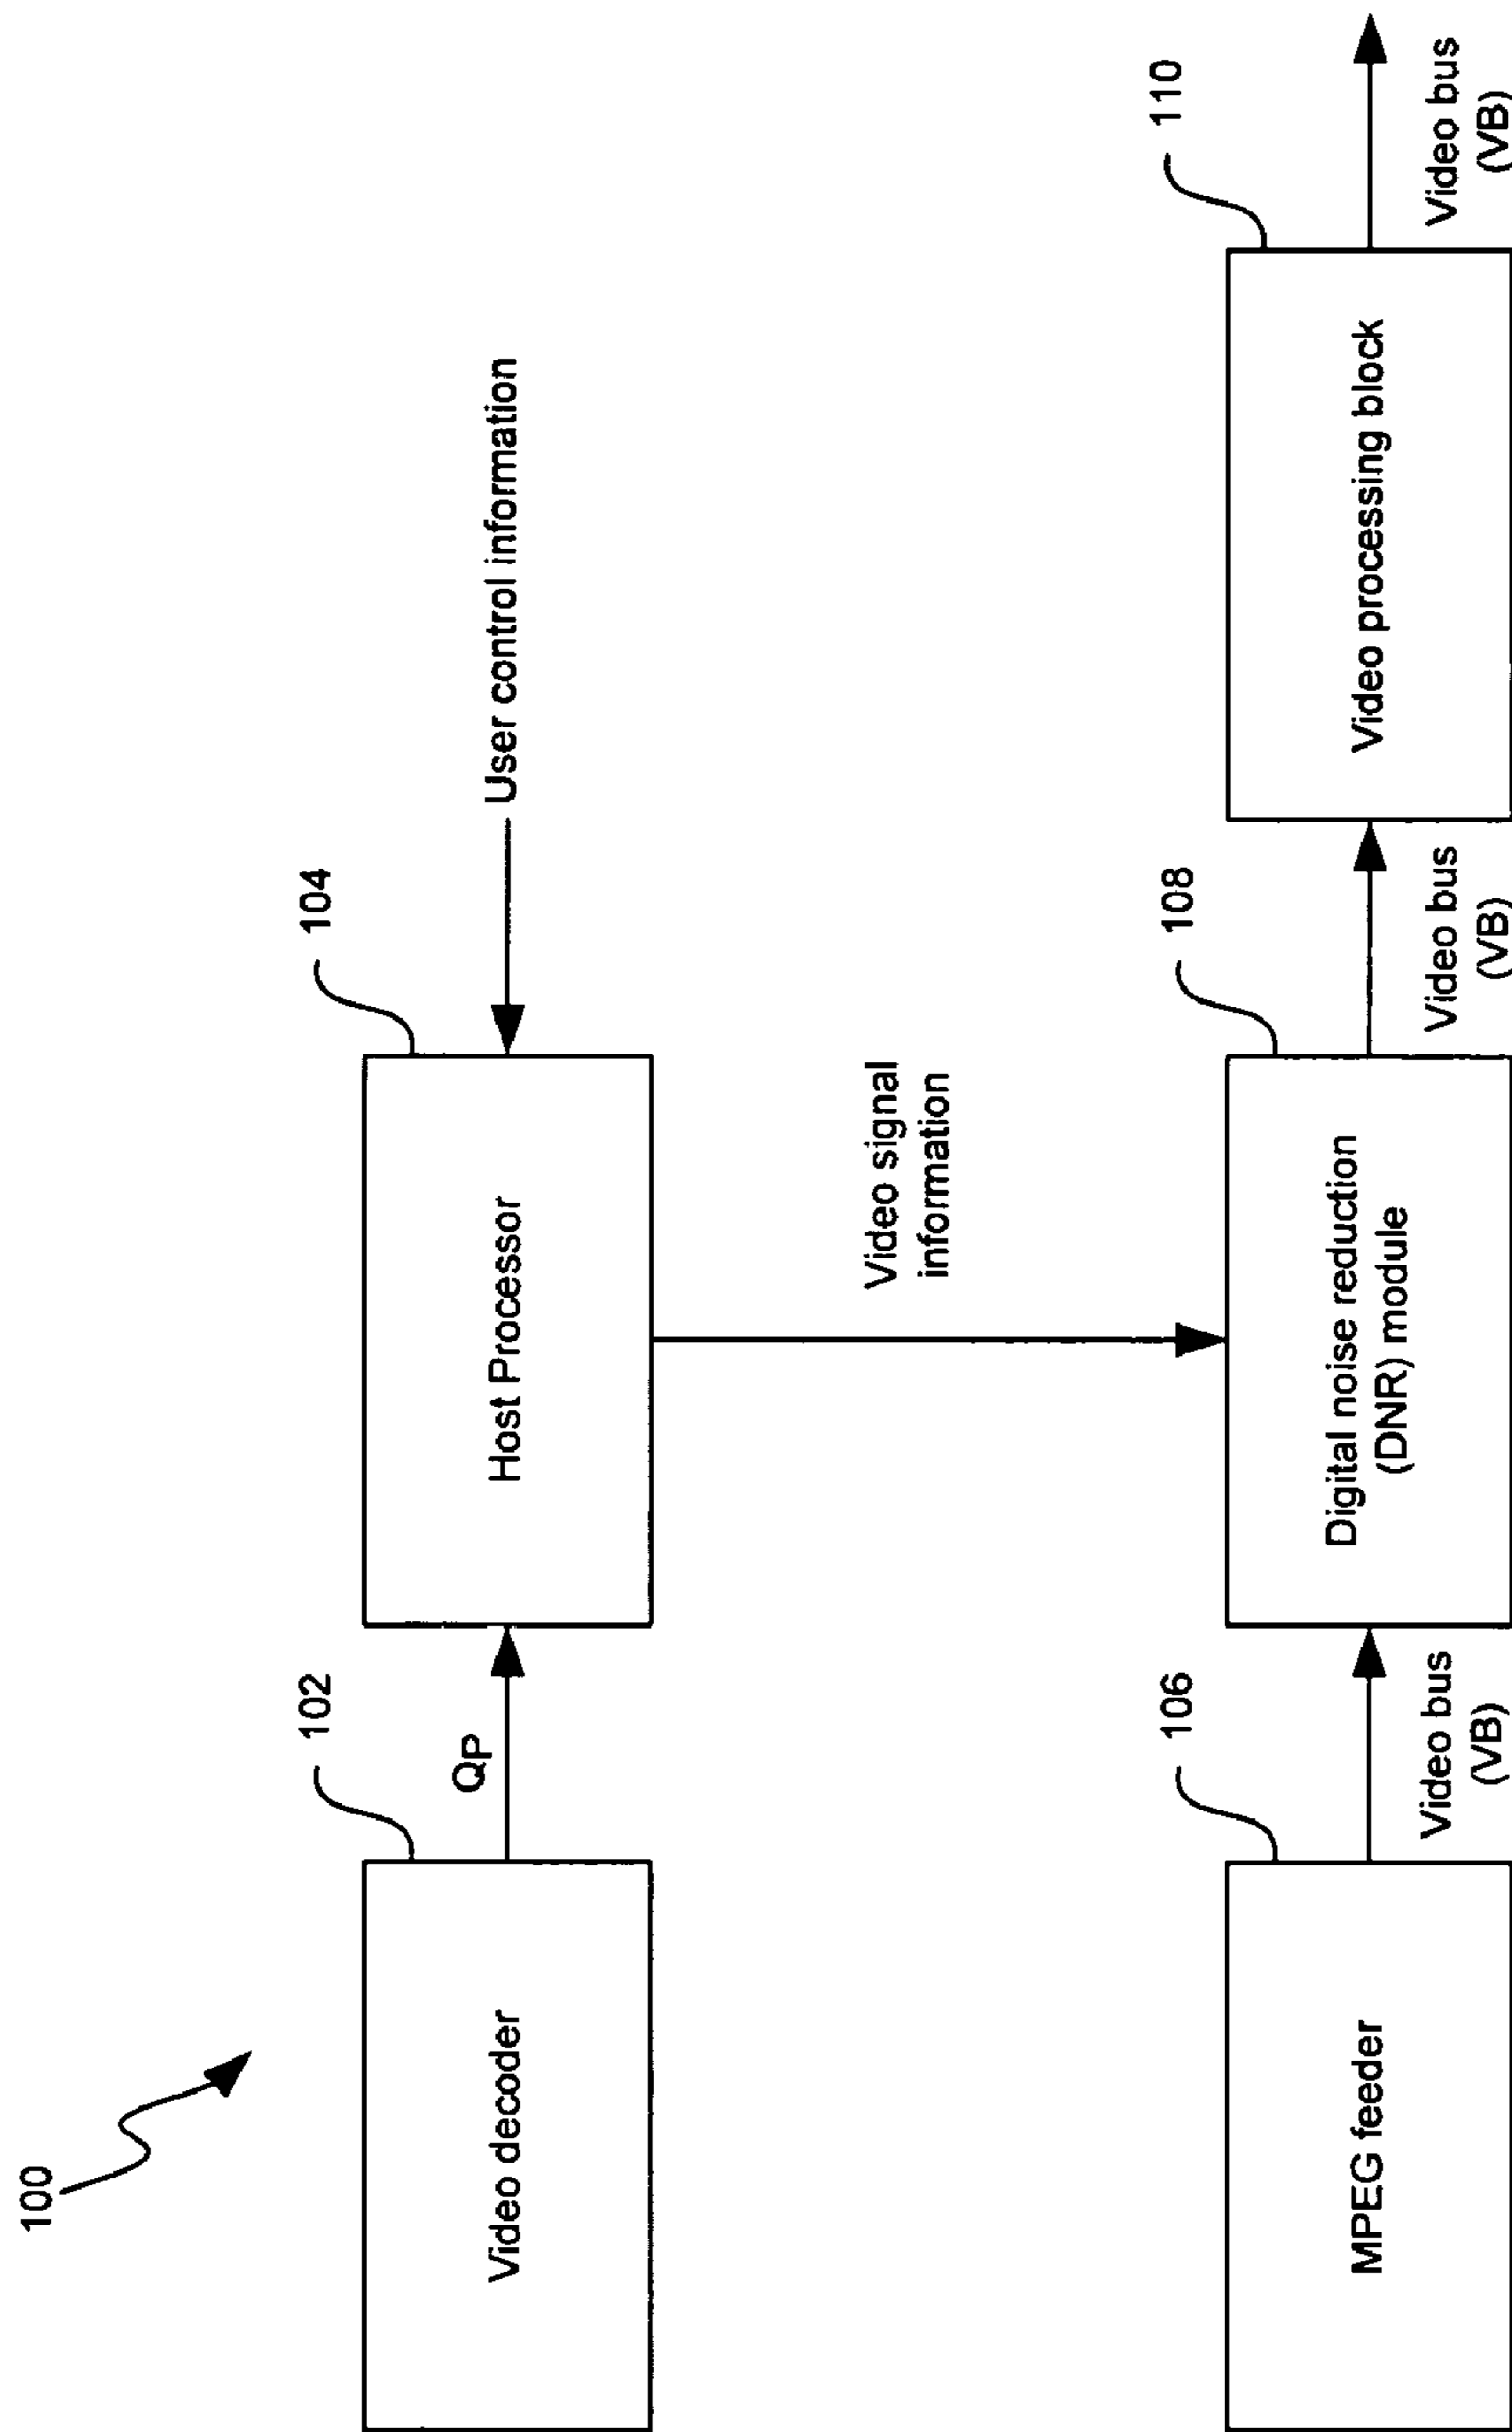 100
102
104
Video decoder
QP
Host Processor
User control information
Video signal
information
106
108
110
MPEG feeder
Video bus
(VB)
Digital noise reduction
(DNR) module
Video bus
(VB)
Video processing block
Video bus
(VB)